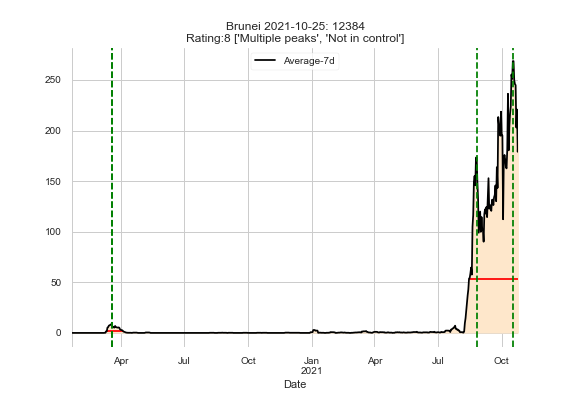 Brunei 2021-10-25: 12384
Rating:8 ['Multiple peaks', 'Not in control']
Average-7d
250
200
150
100
50
0
Apr
Jul
Oct
Jan
2021
Apr
Jul
Oct
Date